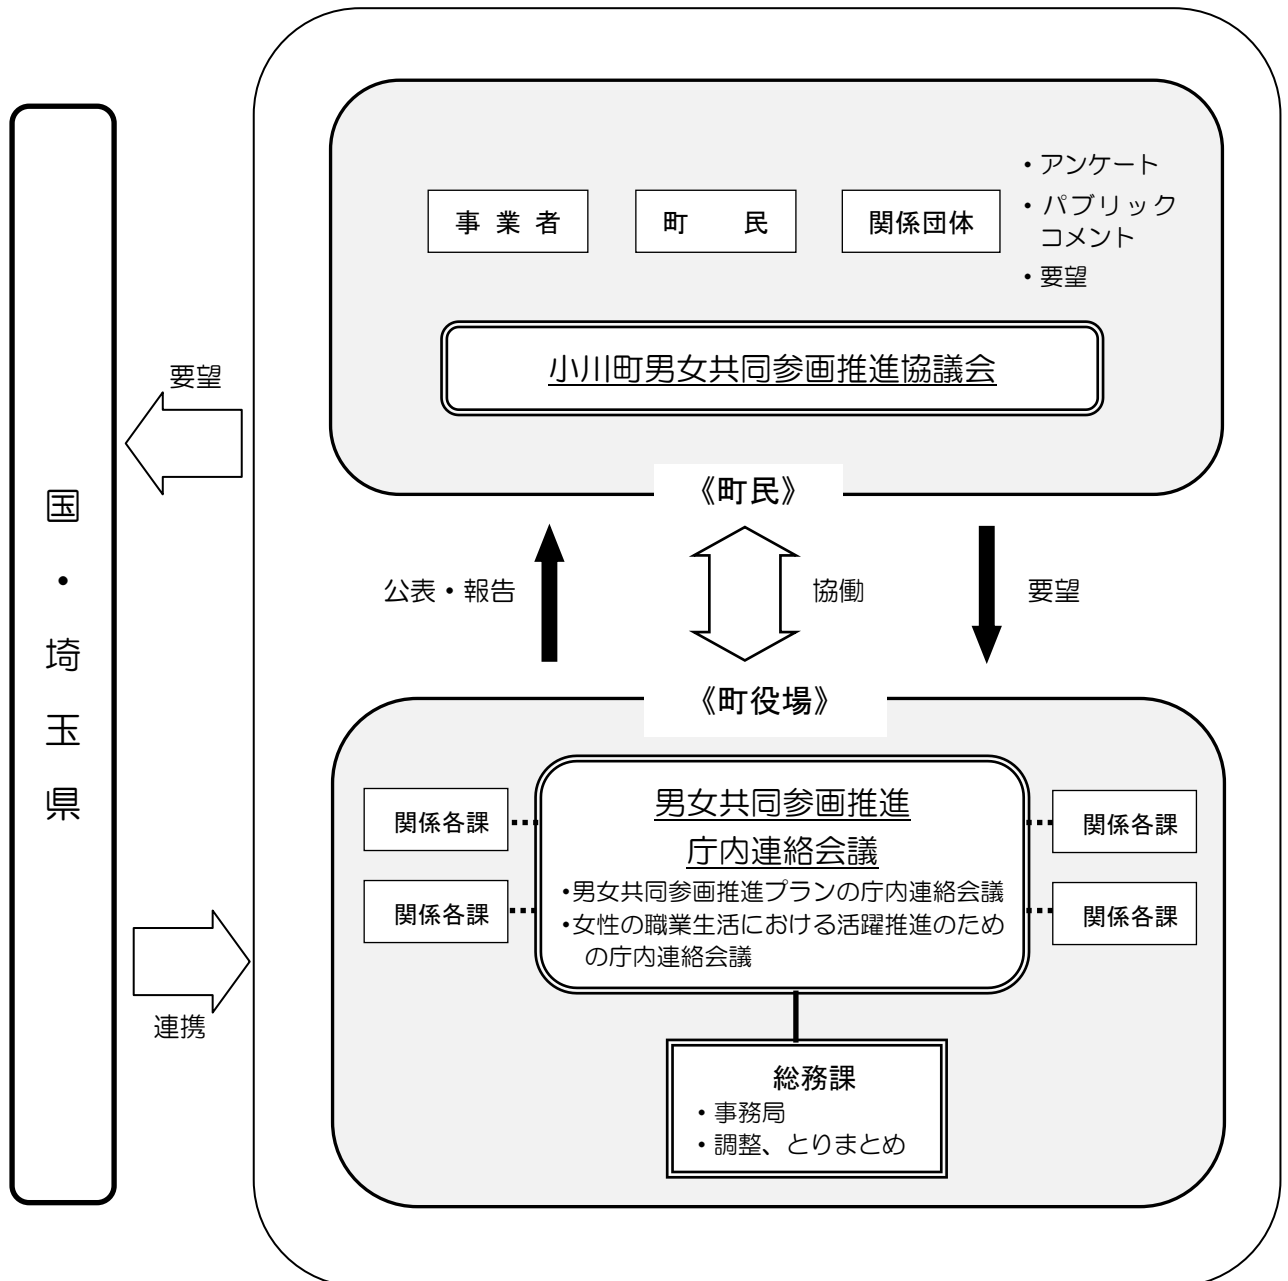 国・埼玉県
要望
連携
事業者
町　民
関係団体
・アンケート
・パブリック
コメント
・要望
小川町男女共同参画推進協議会
《町民》
公表・報告
協働
要望
《町役場》
関係各課
関係各課
男女共同参画推進
庁内連絡会議
・男女共同参画推進プランの庁内連絡会議
・女性の職業生活における活躍推進のため
の庁内連絡会議
関係各課
関係各課
総務課
・事務局
・調整、とりまとめ